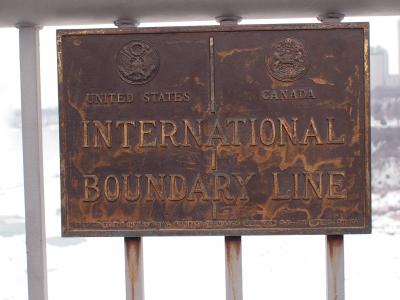 UNITED STATES CANADA
INTERNATIONAL
BOUNDARY LINE